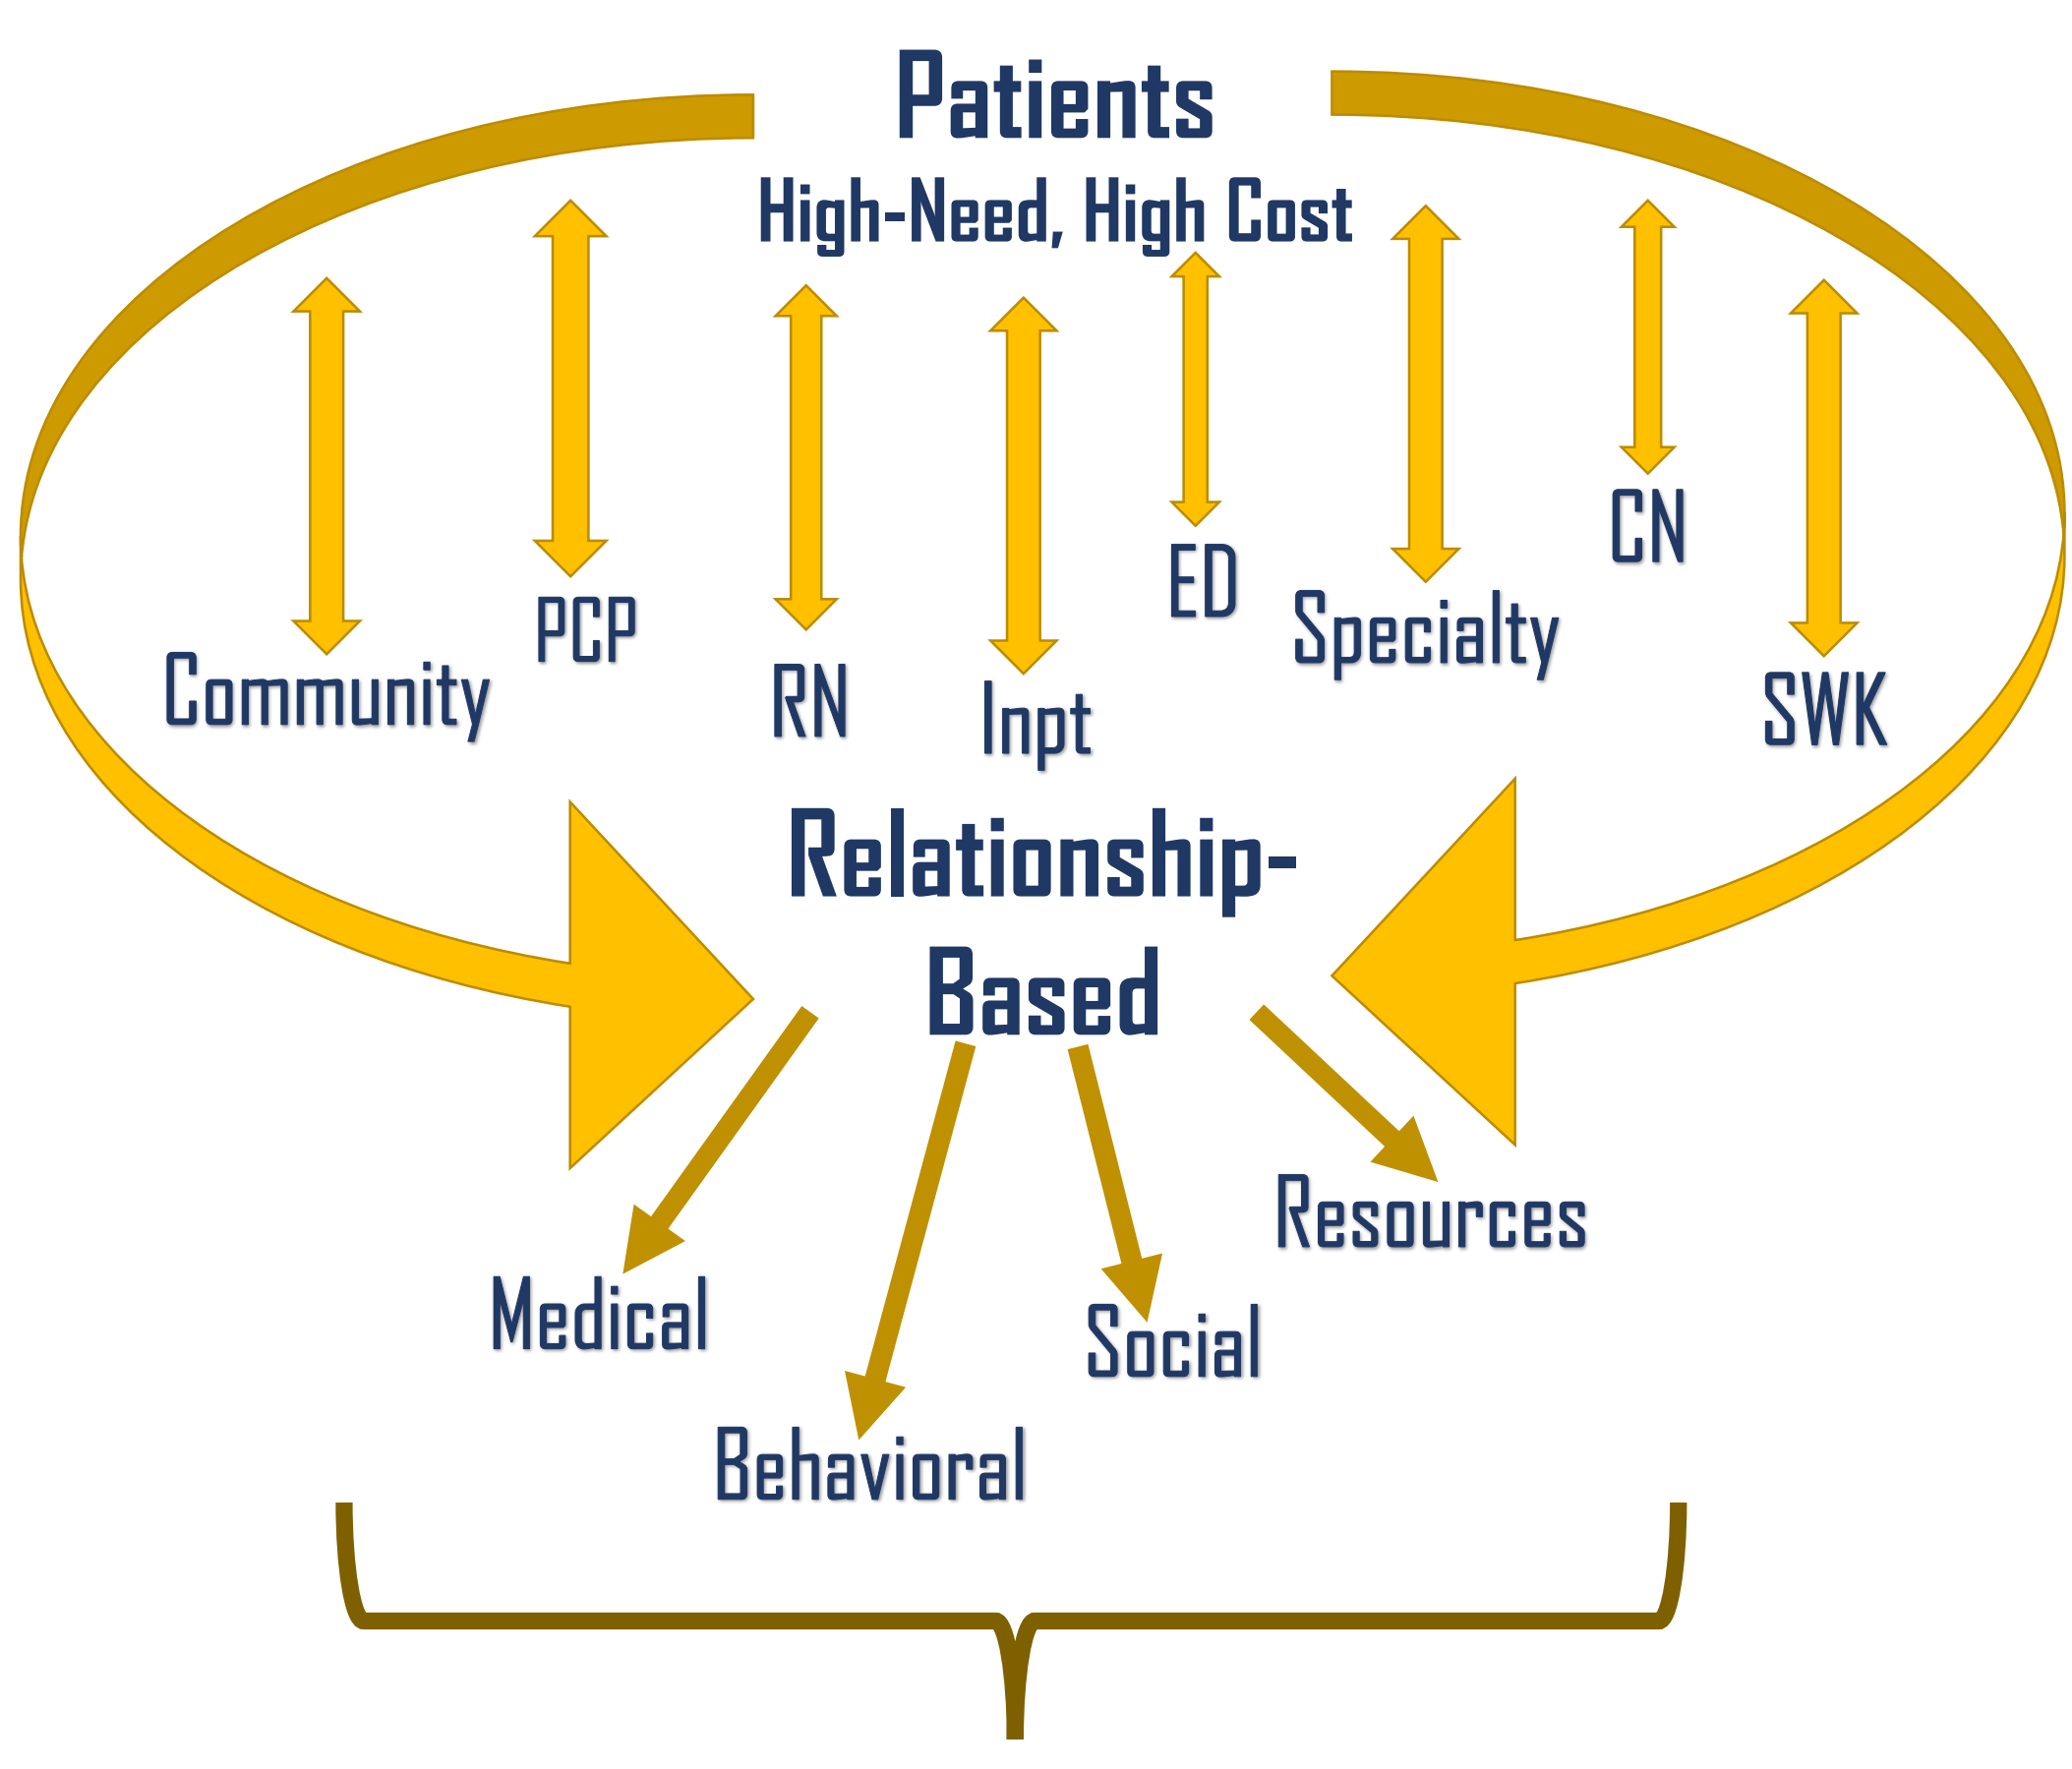 Patients
High-Need, High Cost
Community
PCP
RN
Inpt
ED
Specialty
CN
SWK
Relationship-
Based
Medical
Behavioral
Social
Resources